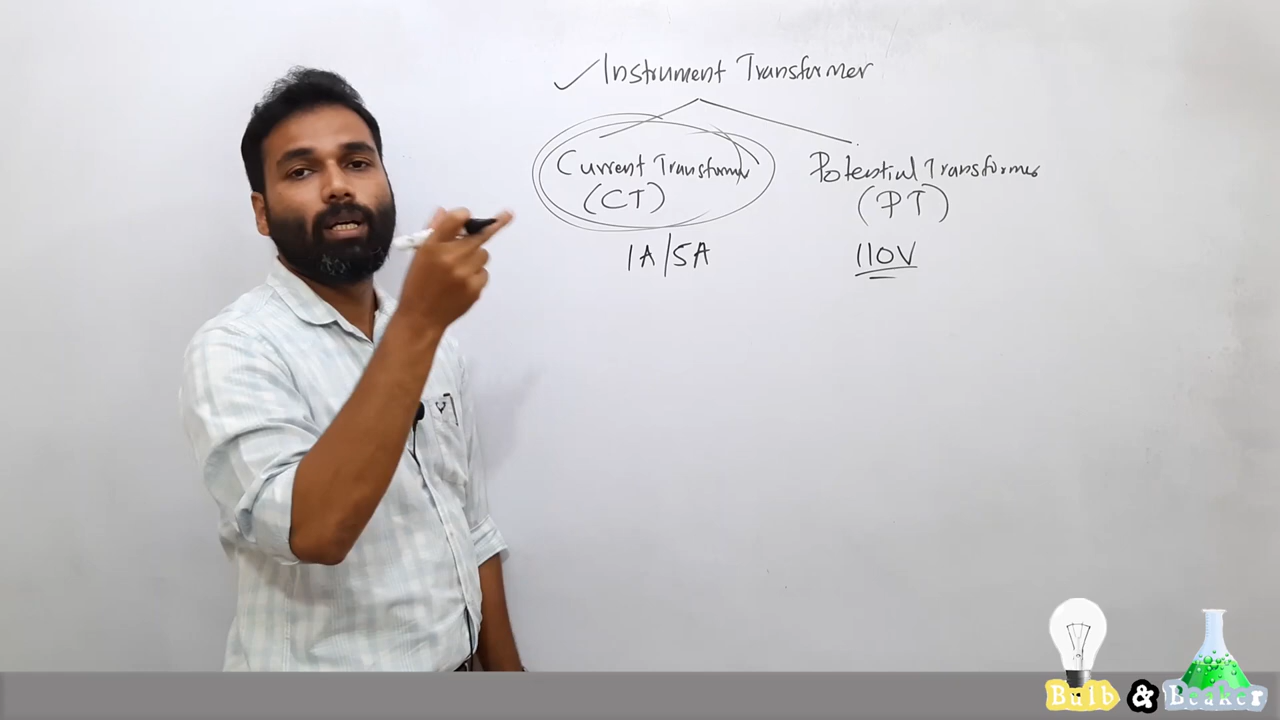 Instrument Transformer
Current Transformer
(CT)
1A/5A
Potential Transformer
(PT)
110V
Bulb & Beaker